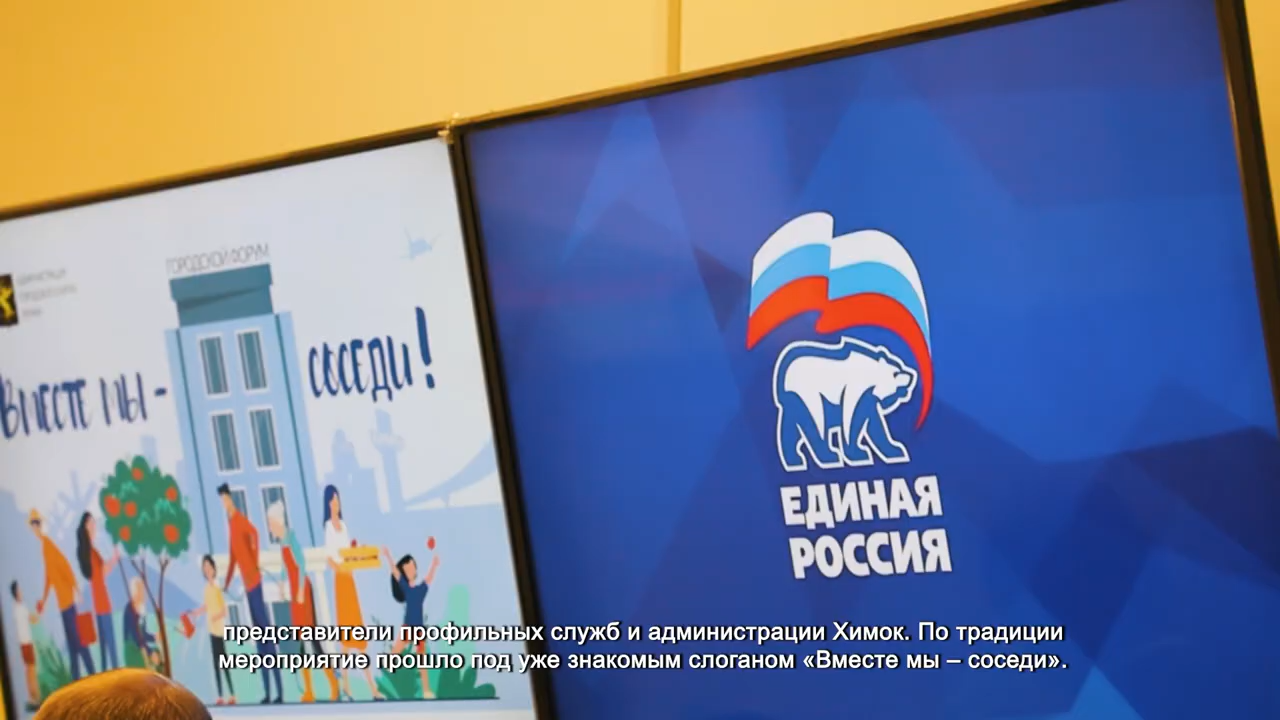 ГОРОДСКОЙ ФОРУМ
ВМЕСТЕ МЫ -
СОСЕДИ!
ЕДИНАЯ
РОССИЯ
представители профильных служб и администрации Химок. По традиции
мероприятие прошло под уже знакомым слоганом «Вместе мы – соседи».